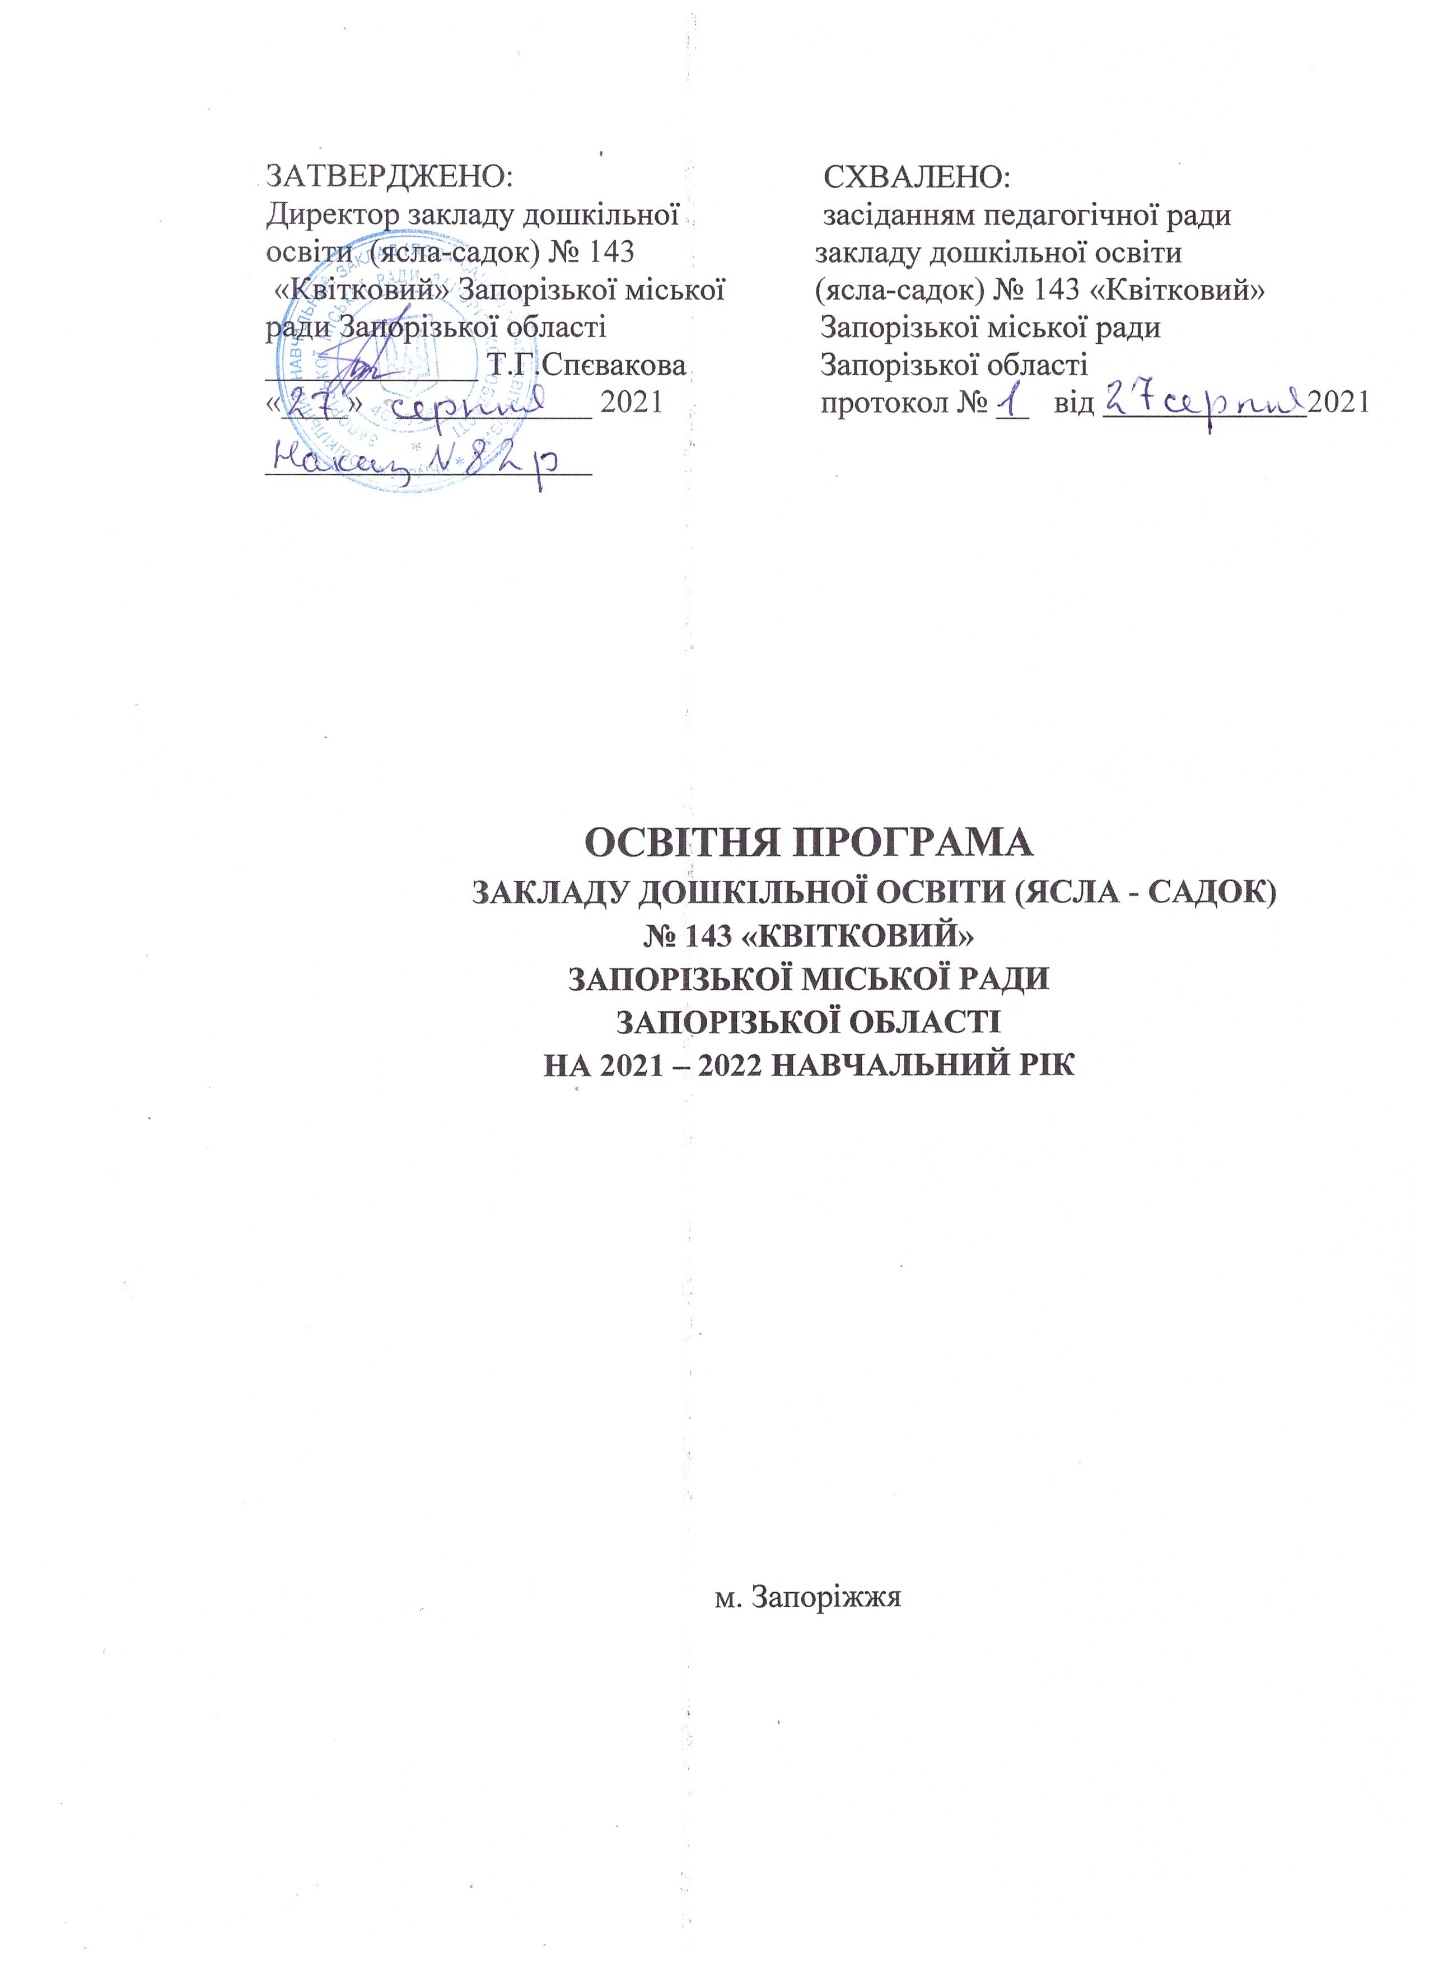 ЗАТВЕРДЖЕНО:
Директор закладу дошкільної
освіти (ясла-садок) № 143
«Квітковий» Запорізької міської
ради Запорізької області
_____________ Т.Г.Спєвакова
«27» серпня 2021
Наказ N 82р
СХВАЛЕНО:
засіданням педагогічної ради
закладу дошкільної освіти
(ясла-садок) № 143 «Квітковий»
Запорізької міської ради
Запорізької області
протокол № 1 від 27 серпня 2021
ОСВІТНЯ ПРОГРАМА
ЗАКЛАДУ ДОШКІЛЬНОЇ ОСВІТИ (ЯСЛА - САДОК)
№ 143 «КВІТКОВИЙ»
ЗАПОРІЗЬКОЇ МІСЬКОЇ РАДИ
ЗАПОРІЗЬКОЇ ОБЛАСТІ
НА 2021 – 2022 НАВЧАЛЬНИЙ РІК
м. Запоріжжя